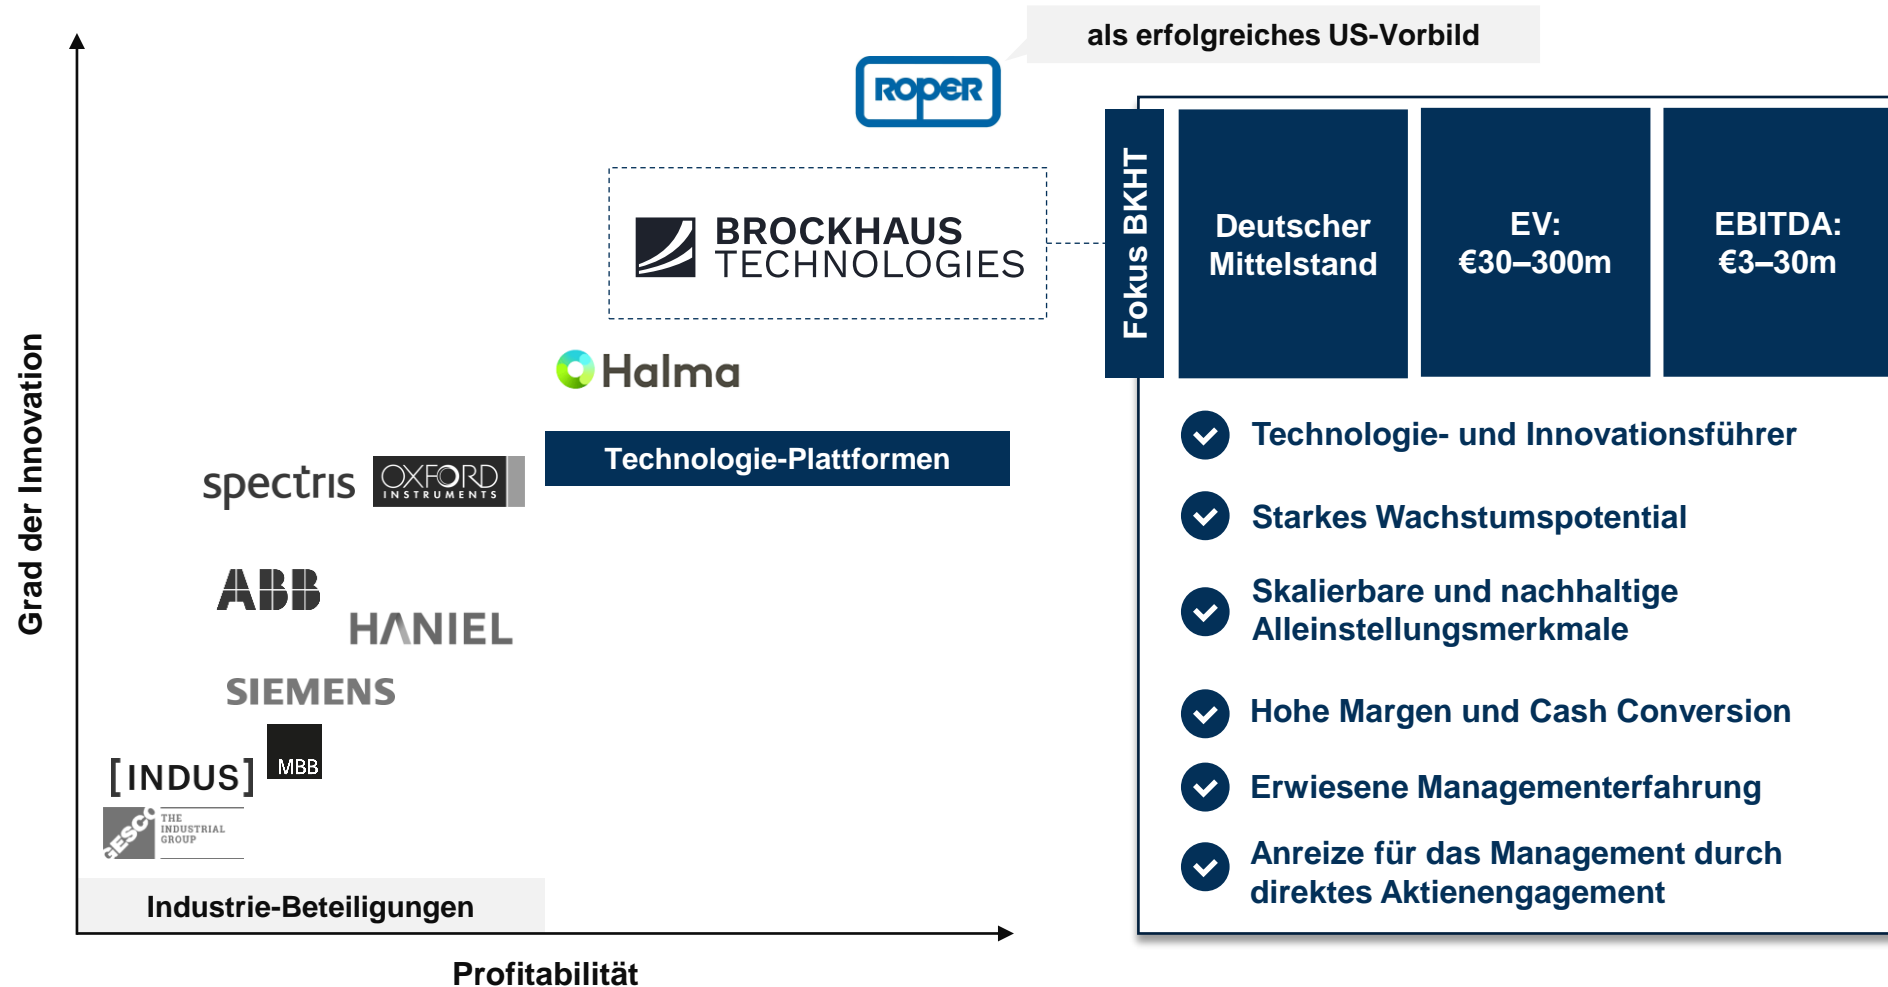 als erfolgreiches US-Vorbild
ROPER
BROCKHAUS
TECHNOLOGIES
Halma
Technologie-Plattformen
spectris
OXFORD
INSTRUMENTS
ABB
HANIEL
SIEMENS
MBB
[INDUS]
GESCO
THE
INDUSTRIAL
GROUP
Industrie-Beteiligungen
Grad der Innovation
Profitabilität
Fokus BKHT
Deutscher
Mittelstand
EV:
€30–300m
EBITDA:
€3–30m
Technologie- und Innovationsführer
Starkes Wachstumspotential
Skalierbare und nachhaltige
Alleinstellungsmerkmale
Hohe Margen und Cash Conversion
Erwiesene Managementerfahrung
Anreize für das Management durch
direktes Aktienengagement